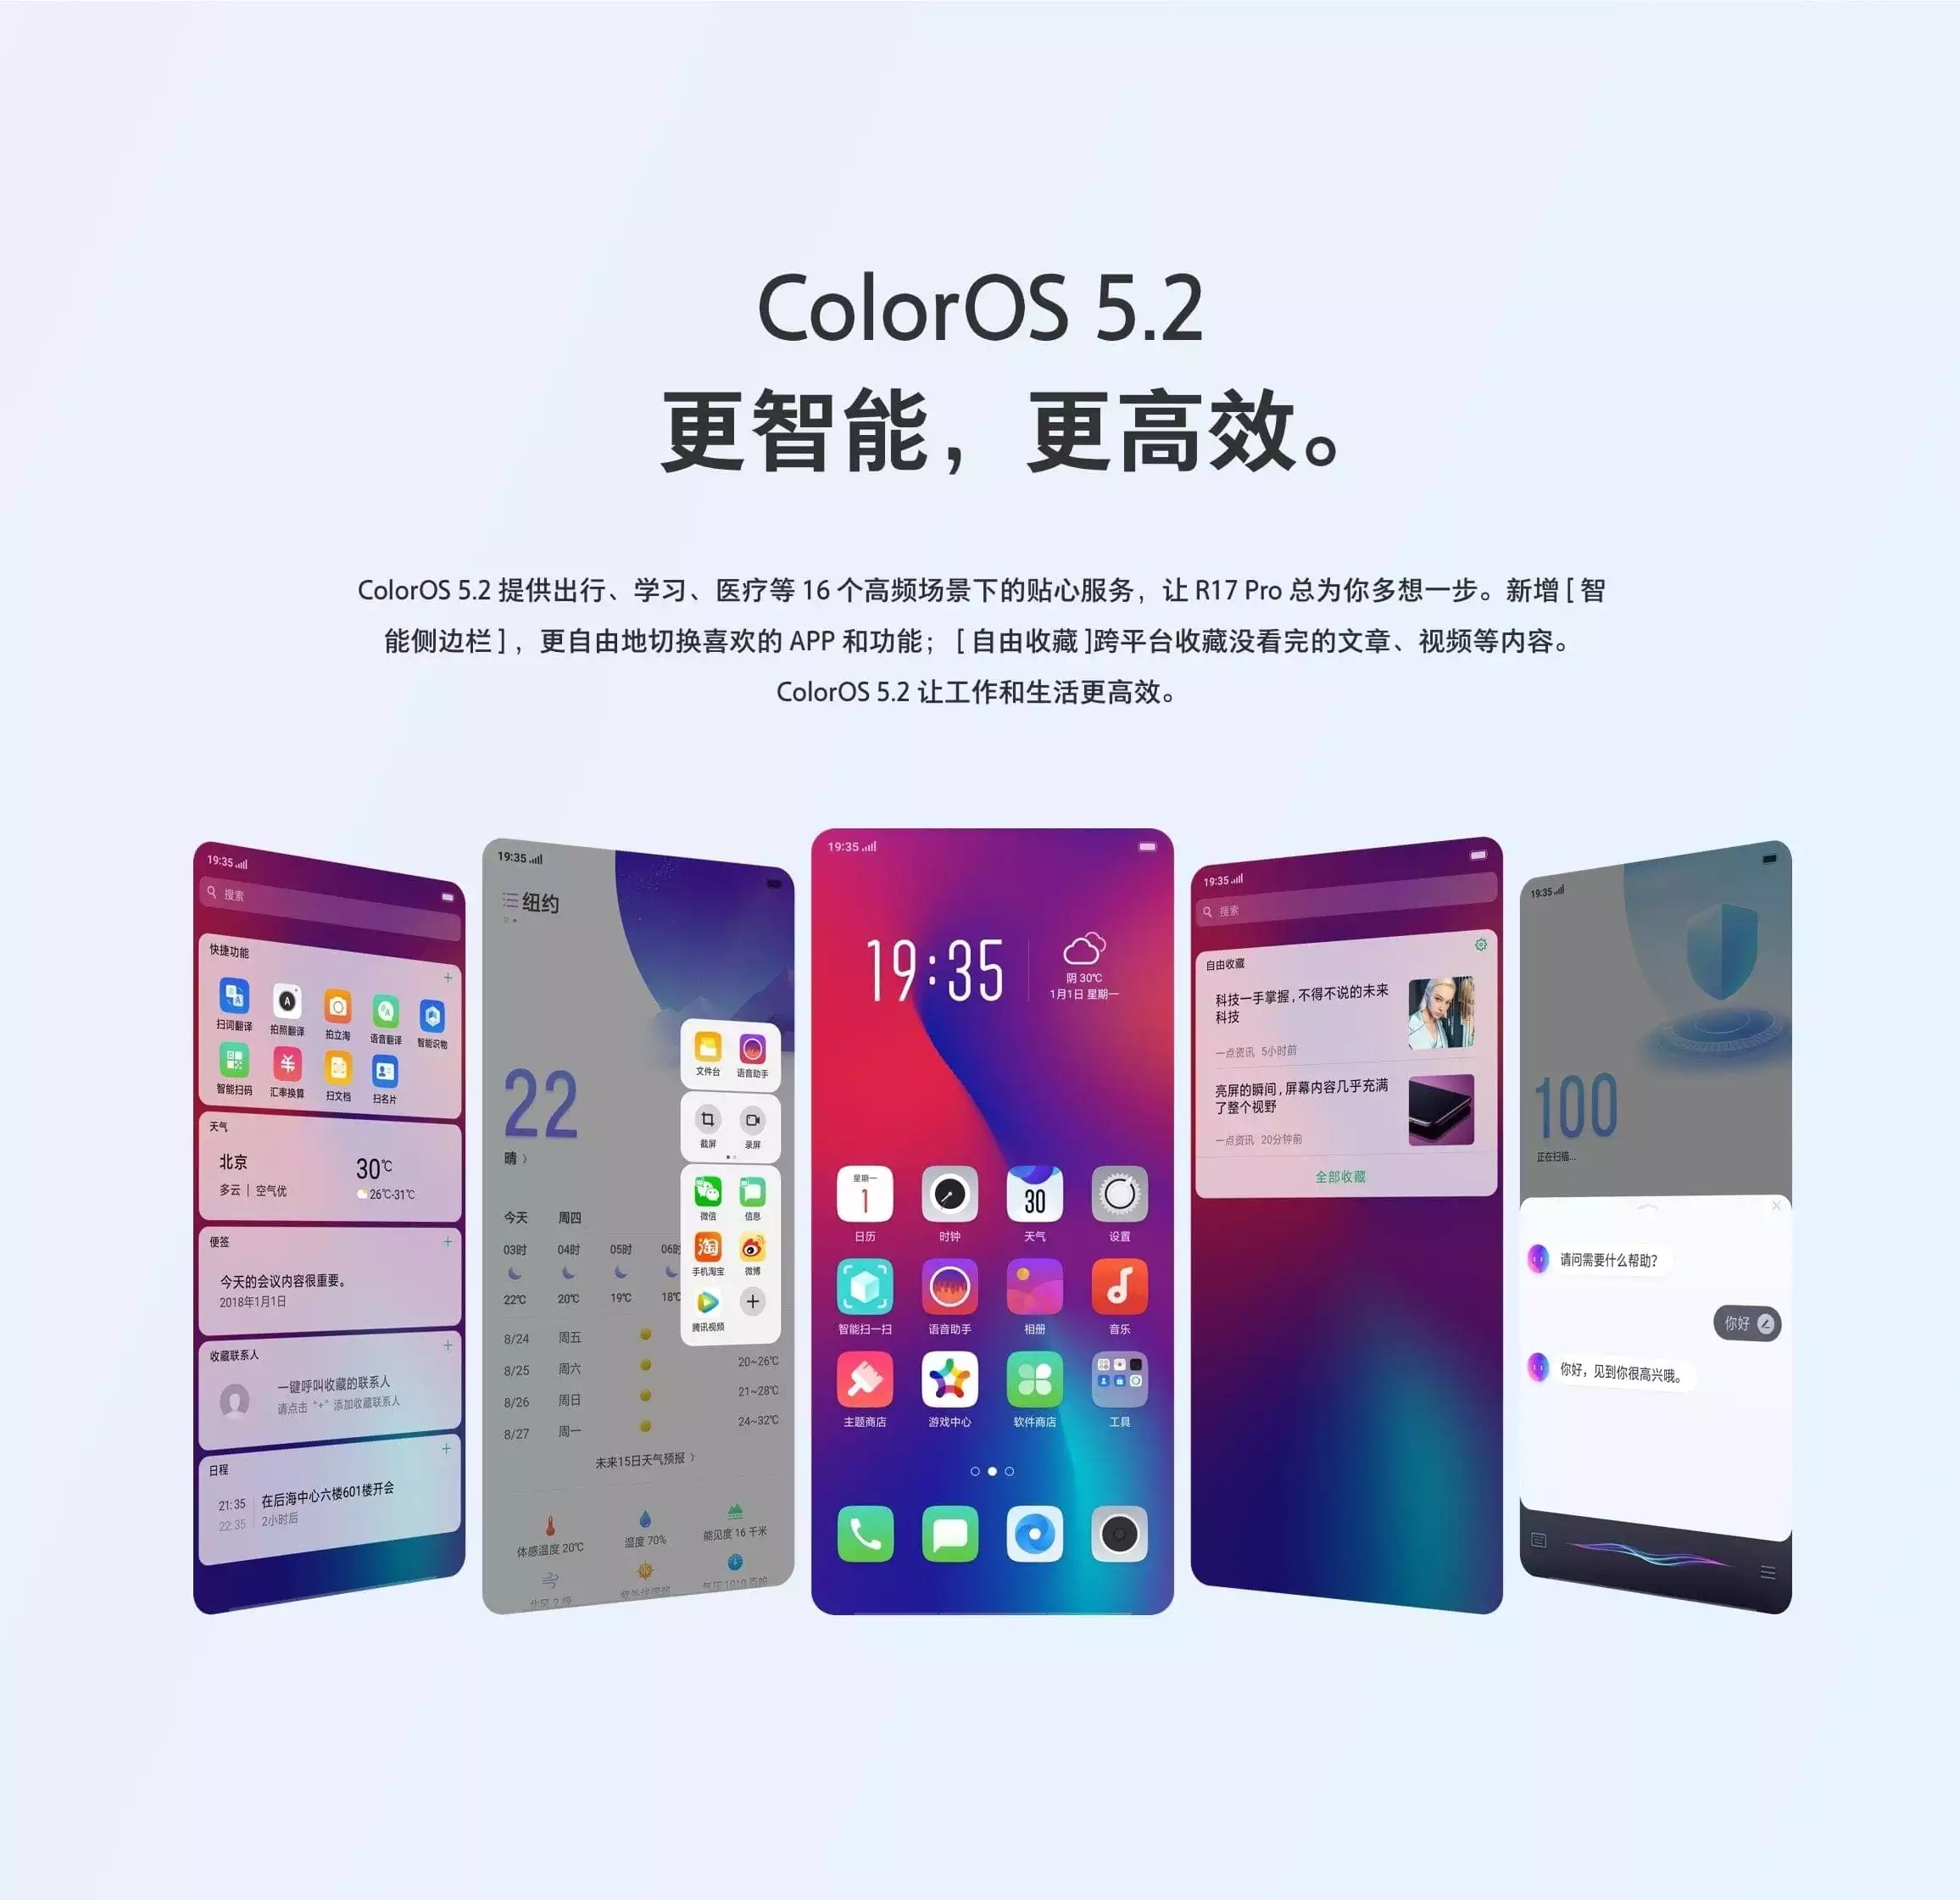 ColorOS 5.2
更智能，更高效。
ColorOS 5.2 提供出行、学习、医疗等 16 个高频场景下的贴心服务，让 R17 Pro 总为你多想一步。新增 [ 智
能侧边栏 ] ，更自由地切换喜欢的 APP 和功能；[ 自由收藏 ]跨平台收藏没看完的文章、视频等内容。
ColorOS 5.2 让工作和生活更高效。
19:35
搜索
快捷功能
扫词翻译 拍照翻译 拍立淘 语音翻译 智能识物
智能扫码 汇率换算 扫文档 扫名片
天气
北京
30℃
多云 | 空气优
26℃-31℃
便签
今天的会议内容很重要。
2018年1月1日
收藏联系人
一键呼叫收藏的联系人
请点击 “+” 添加收藏联系人
日程
21:35 在后海中心六楼601楼开会
22:35 2小时后
19:35
纽约
22
晴 〉
今天 周四
03时 04时 05时 06时
22℃ 20℃ 19℃ 18℃
8/24 周五
8/25 周六 20~26℃
8/26 周日 21~28℃
8/27 周一 24~32℃
未来15日天气预报 〉
体感温度 20℃ 湿度 70% 能见度 16 千米
文件台 语音助手
截屏 录屏
微信 信息
手机淘宝 微博
腾讯视频
19:35
19:35
阴 30℃
1月1日 星期一
星期一
1
30
日历 时钟 天气 设置
智能扫一扫 语音助手 相册 音乐
主题商店 游戏中心 软件商店 工具
19:35
搜索
自由收藏
科技一手掌握，不得不说的未来
科技
一点资讯 5小时前
亮屏的瞬间，屏幕内容几乎充满
了整个视野
一点资讯 20分钟前
全部收藏
19:35
100
正在扫描...
请问需要什么帮助?
你好
你好，见到你很高兴哦。